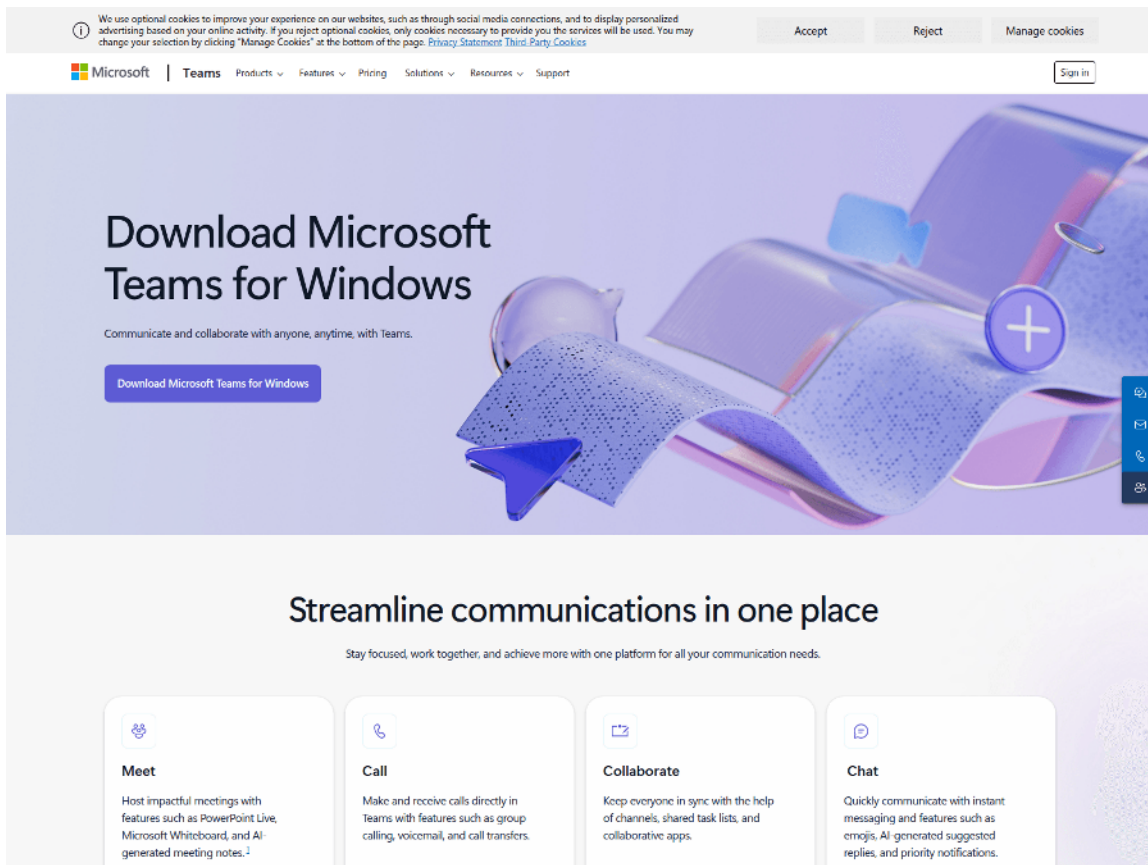 We use optional cookies to improve your experience on our websites, such as through social media connections, and to display personalized
advertising based on your online activity. If you reject optional cookies, only cookies necessary to provide you the services will be used. You may
change your selection by clicking "Manage Cookies" at the bottom of the page. Privacy Statement Third-Party Cookies
Accept
Reject
Manage cookies
Microsoft
Teams
Products
Features
Pricing
Solutions
Resources
Support
Sign in
Download Microsoft
Teams for Windows
Communicate and collaborate with anyone, anytime, with Teams.
Download Microsoft Teams for Windows
Streamline communications in one place
Stay focused, work together, and achieve more with one platform for all your communication needs.
Meet
Host impactful meetings with
features such as PowerPoint Live,
Microsoft Whiteboard, and AI-
generated meeting notes.1
Call
Make and receive calls directly in
Teams with features such as group
calling, voicemail, and call transfers.
Collaborate
Keep everyone in sync with the help
of channels, shared task lists, and
collaborative apps.
Chat
Quickly communicate with instant
messaging and features such as
emojis, AI-generated suggested
replies, and priority notifications.